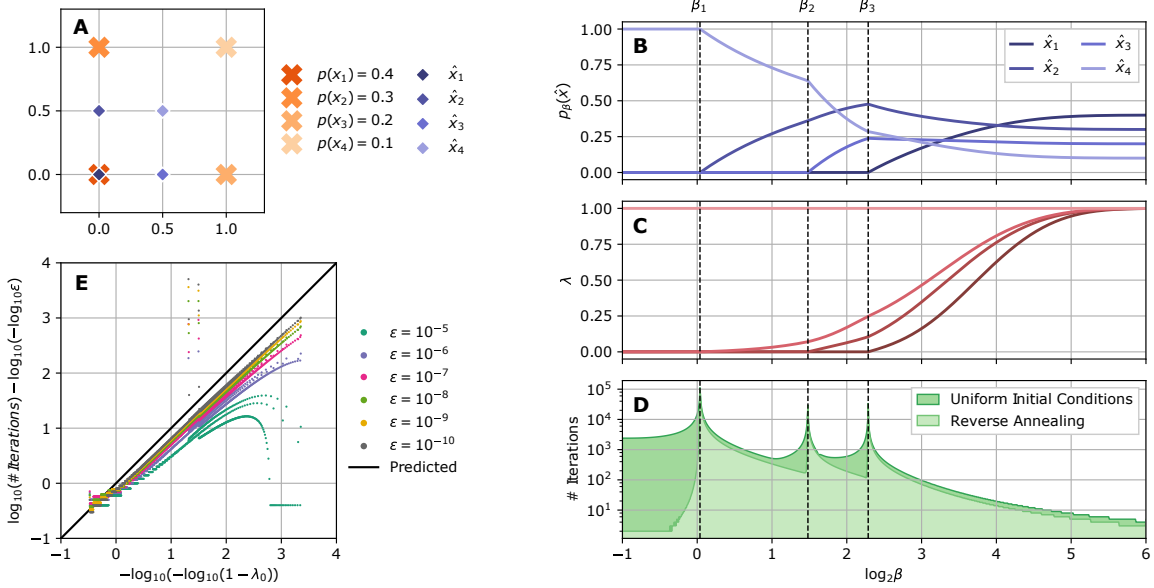 A
1.0
0.5
0.0
0.0
0.5
1.0
p(x₁) = 0.4
p(x₂) = 0.3
p(x₃) = 0.2
p(x₄) = 0.1
x̂₁
x̂₂
x̂₃
x̂₄
β₁
β₂
β₃
B
1.00
0.75
0.50
0.25
0.00
p_β(x̂)
x̂₁
x̂₂
x̂₃
x̂₄
C
1.00
0.75
0.50
0.25
0.00
λ
D
10⁵
10⁴
10³
10²
10¹
# Iterations
Uniform Initial Conditions
Reverse Annealing
-1
0
1
2
3
4
5
6
log₂β
E
4
3
2
1
0
−1
log₁₀(# Iterations) − log₁₀(−log₁₀ε)
−1
0
1
2
3
4
−log₁₀(−log₁₀(1 − λ₀))
ε = 10⁻⁵
ε = 10⁻⁶
ε = 10⁻⁷
ε = 10⁻⁸
ε = 10⁻⁹
ε = 10⁻¹⁰
Predicted